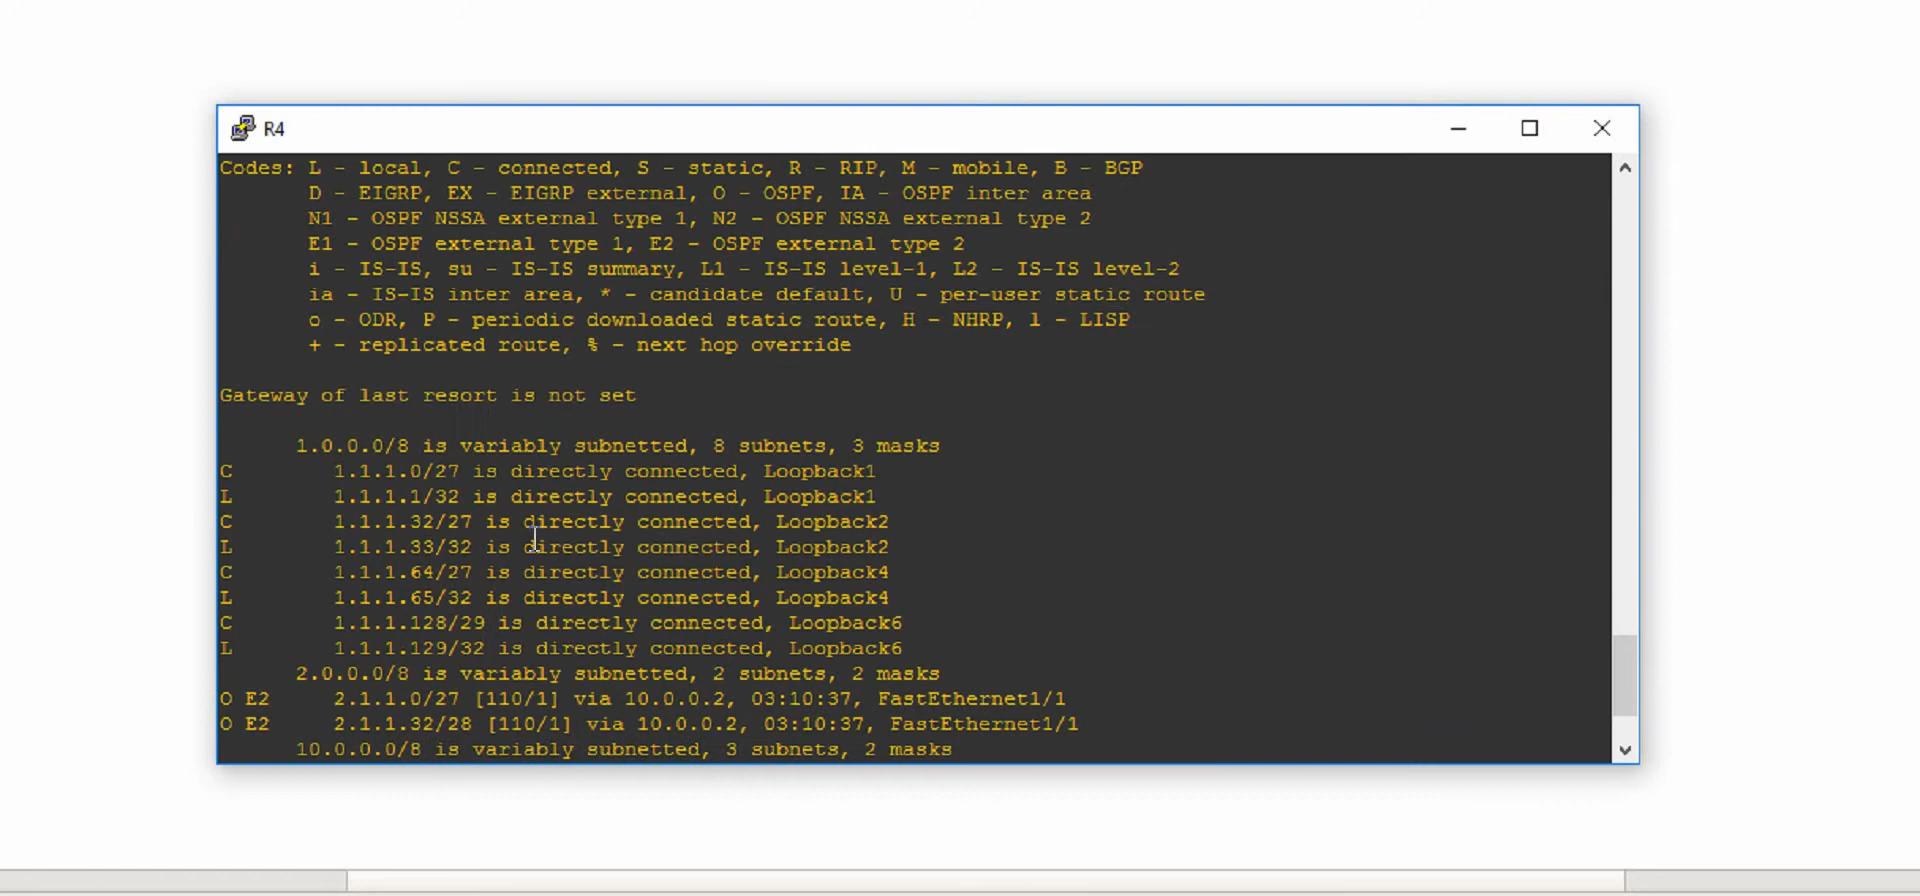 R4
Codes: L - local, C - connected, S - static, R - RIP, M - mobile, B - BGP
D - EIGRP, EX - EIGRP external, O - OSPF, IA - OSPF inter area
N1 - OSPF NSSA external type 1, N2 - OSPF NSSA external type 2
E1 - OSPF external type 1, E2 - OSPF external type 2
i - IS-IS, su - IS-IS summary, L1 - IS-IS level-1, L2 - IS-IS level-2
ia - IS-IS inter area, * - candidate default, U - per-user static route
o - ODR, P - periodic downloaded static route, H - NHRP, l - LISP
+ - replicated route, % - next hop override
Gateway of last resort is not set
1.0.0.0/8 is variably subnetted, 8 subnets, 3 masks
C 1.1.1.0/27 is directly connected, Loopback1
L 1.1.1.1/32 is directly connected, Loopback1
C 1.1.1.32/27 is directly connected, Loopback2
L 1.1.1.33/32 is directly connected, Loopback2
C 1.1.1.64/27 is directly connected, Loopback4
L 1.1.1.65/32 is directly connected, Loopback4
C 1.1.1.128/29 is directly connected, Loopback6
L 1.1.1.129/32 is directly connected, Loopback6
2.0.0.0/8 is variably subnetted, 2 subnets, 2 masks
O E2 2.1.1.0/27 [110/1] via 10.0.0.2, 03:10:37, FastEthernet1/1
O E2 2.1.1.32/28 [110/1] via 10.0.0.2, 03:10:37, FastEthernet1/1
10.0.0.0/8 is variably subnetted, 3 subnets, 2 masks